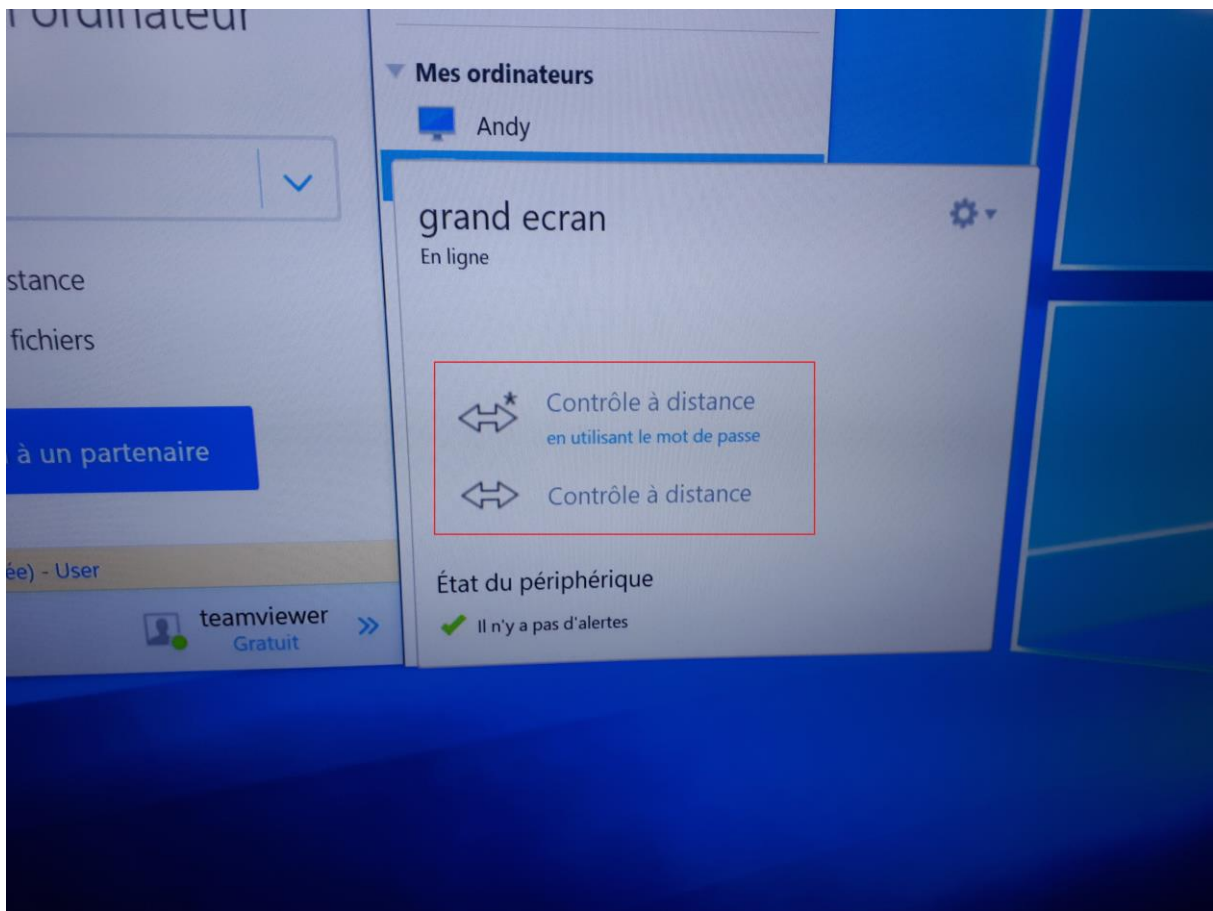 l'ordinateur
stance
fichiers
à un partenaire
ée) - User
teamviewer
Gratuit
Mes ordinateurs
Andy
grand ecran
En ligne
Contrôle à distance
en utilisant le mot de passe
Contrôle à distance
État du périphérique
Il n'y a pas d'alertes